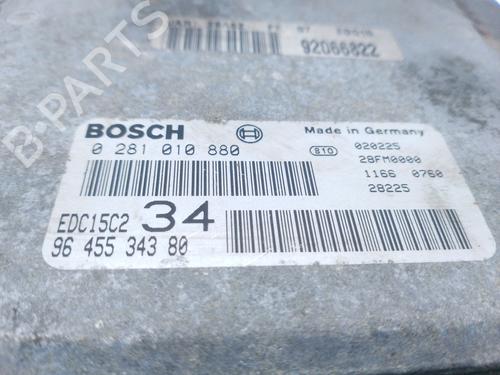 92066822
BOSCH
Made in Germany
0 281 010 880
810
020225
28FM0000
1166 0760
28225
EDC15C2 34
96 455 343 80
B-PARTS